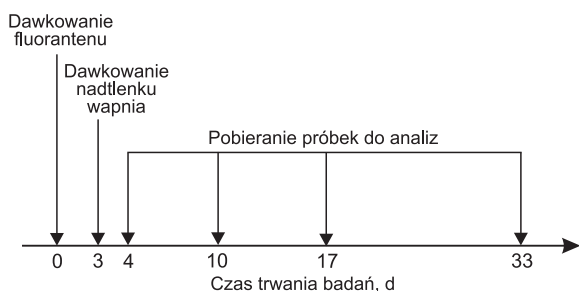 Dawkowanie
fluorantenu
Dawkowanie
nadtlenku
wapnia
Pobieranie próbek do analiz
0 3 4 10 17 33
Czas trwania badań, d